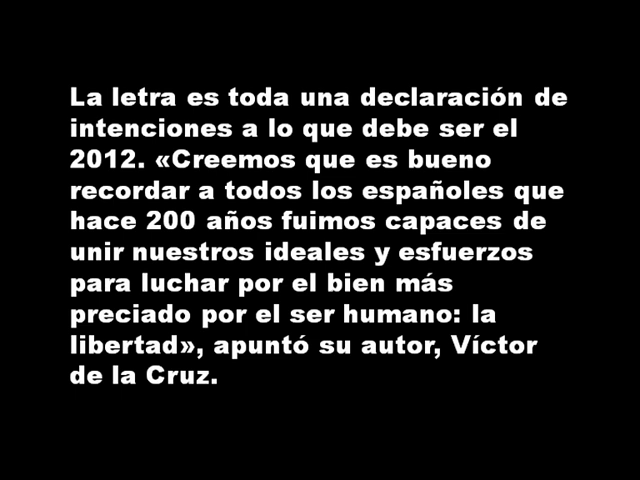 La letra es toda una declaración de
intenciones a lo que debe ser el
2012. «Creemos que es bueno
recordar a todos los españoles que
hace 200 años fuimos capaces de
unir nuestros ideales y esfuerzos
para luchar por el bien más
preciado por el ser humano: la
libertad», apuntó su autor, Víctor
de la Cruz.